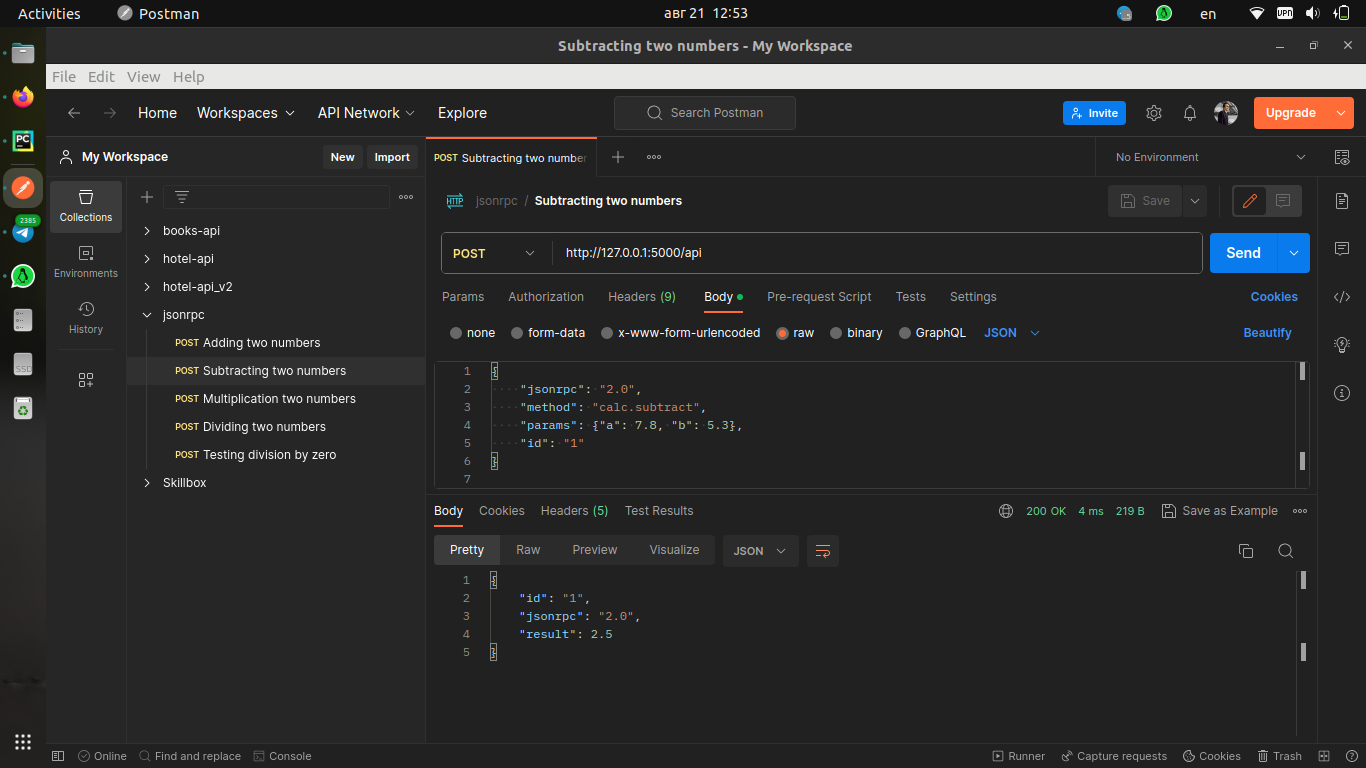 Activities Postman авг 21 12:53 en VPN
Subtracting two numbers - My Workspace
File Edit View Help
Home Workspaces API Network Explore Search Postman Invite Upgrade
My Workspace New Import POST Subtracting two number No Environment
Collections
Environments
History
books-api
hotel-api
hotel-api_v2
jsonrpc
POST Adding two numbers
POST Subtracting two numbers
POST Multiplication two numbers
POST Dividing two numbers
POST Testing division by zero
Skillbox
PC
2385
SSD
HTTP jsonrpc / Subtracting two numbers Save
POST http://127.0.0.1:5000/api Send
Params Authorization Headers (9) Body Pre-request Script Tests Settings Cookies
none form-data x-www-form-urlencoded raw binary GraphQL JSON Beautify
1 {
2 "jsonrpc": "2.0",
3 "method": "calc.subtract",
4 "params": {"a": 7.8, "b": 5.3},
5 "id": "1"
6 }
7
Body Cookies Headers (5) Test Results 200 OK 4 ms 219 B Save as Example
Pretty Raw Preview Visualize JSON
1 {
2 "id": "1",
3 "jsonrpc": "2.0",
4 "result": 2.5
5 }
Online Find and replace Console Runner Capture requests Cookies Trash